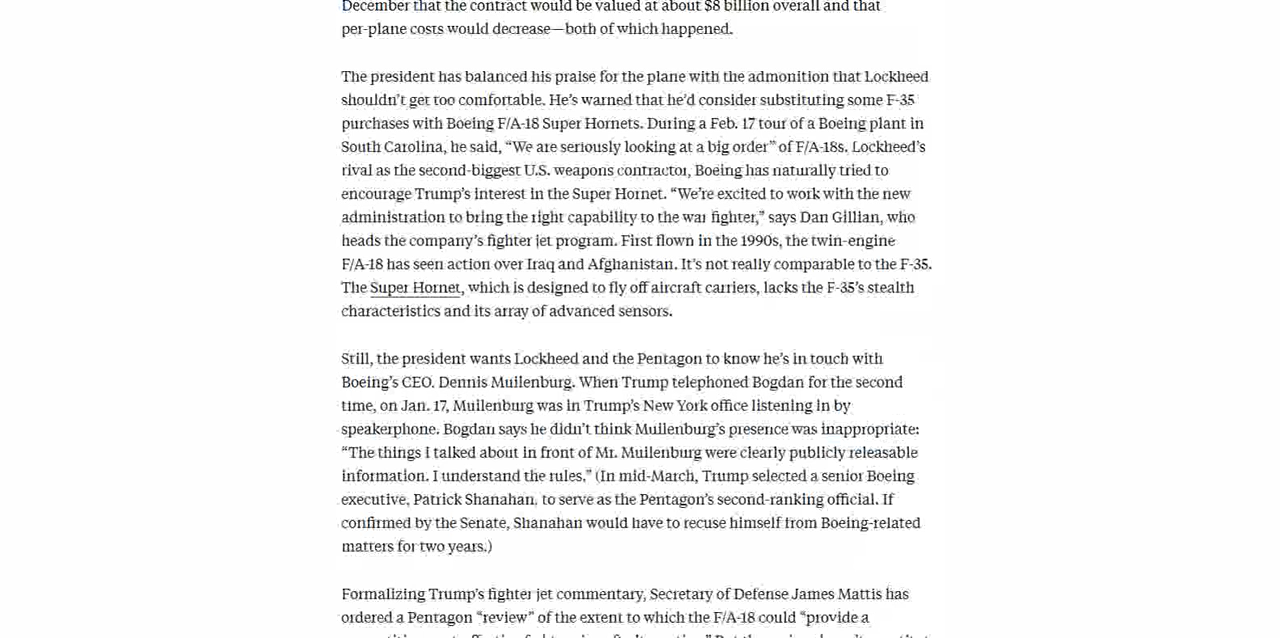 December that the contract would be valued at about $8 billion overall and that
per-plane costs would decrease—both of which happened.
The president has balanced his praise for the plane with the admonition that Lockheed
shouldn’t get too comfortable. He’s warned that he’d consider substituting some F-35
purchases with Boeing F/A-18 Super Hornets. During a Feb. 17 tour of a Boeing plant in
South Carolina, he said, “We are seriously looking at a big order” of F/A-18s. Lockheed’s
rival as the second-biggest U.S. weapons contractor, Boeing has naturally tried to
encourage Trump’s interest in the Super Hornet. “We’re excited to work with the new
administration to bring the right capability to the war fighter,” says Dan Gillian, who
heads the company’s fighter jet program. First flown in the 1990s, the twin-engine
F/A-18 has seen action over Iraq and Afghanistan. It’s not really comparable to the F-35.
The Super Hornet, which is designed to fly off aircraft carriers, lacks the F-35’s stealth
characteristics and its array of advanced sensors.
Still, the president wants Lockheed and the Pentagon to know he’s in touch with
Boeing’s CEO, Dennis Muilenburg. When Trump telephoned Bogdan for the second
time, on Jan. 17, Muilenburg was in Trump’s New York office listening in by
speakerphone. Bogdan says he didn’t think Muilenburg’s presence was inappropriate:
“The things I talked about in front of Mr. Muilenburg were clearly publicly releasable
information. I understand the rules.” (In mid-March, Trump selected a senior Boeing
executive, Patrick Shanahan, to serve as the Pentagon’s second-ranking official. If
confirmed by the Senate, Shanahan would have to recuse himself from Boeing-related
matters for two years.)
Formalizing Trump’s fighter jet commentary, Secretary of Defense James Mattis has
ordered a Pentagon “review” of the extent to which the F/A-18 could “provide a